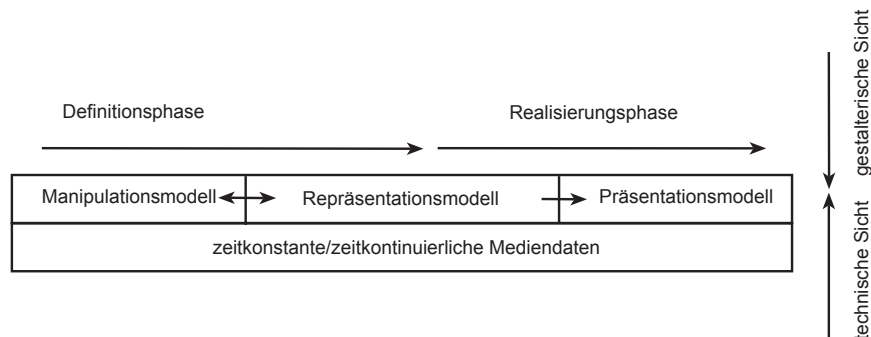 Definitionsphase
Realisierungsphase
Manipulationsmodell
Repräsentationsmodell
Präsentationsmodell
zeitkonstante/zeitkontinuierliche Mediendaten
gestalterische Sicht
technische Sicht